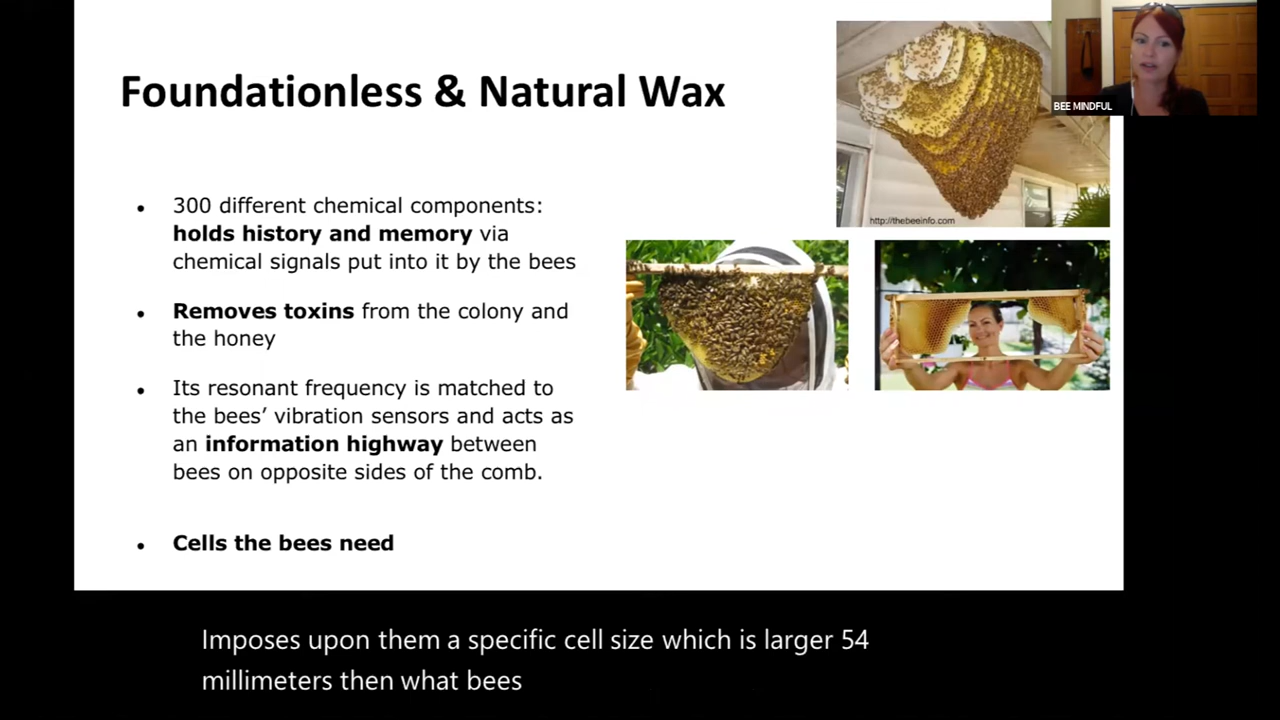 Foundationless & Natural Wax
BEE MINDFUL
http://thebeeinfo.com
• 300 different chemical components:
holds history and memory via
chemical signals put into it by the bees
• Removes toxins from the colony and
the honey
• Its resonant frequency is matched to
the bees’ vibration sensors and acts as
an information highway between
bees on opposite sides of the comb.
• Cells the bees need
Imposes upon them a specific cell size which is larger 54
millimeters then what bees